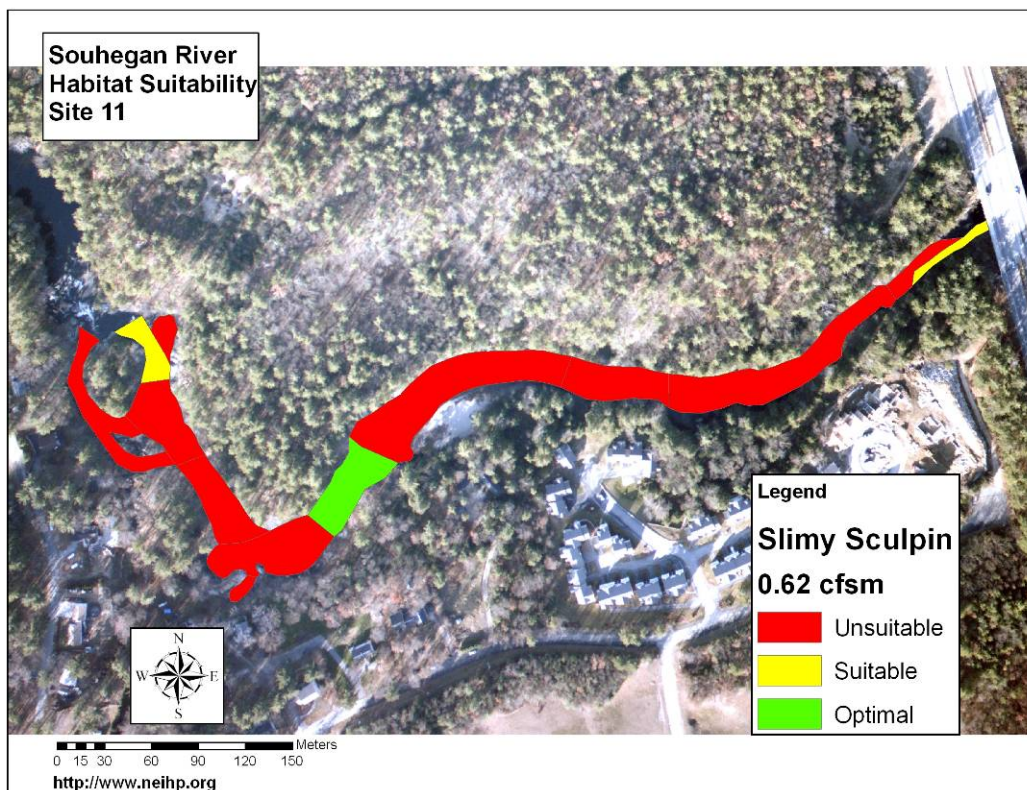 Souhegan River
Habitat Suitability
Site 11
Legend
Slimy Sculpin
0.62 cfsm
Unsuitable
Suitable
Optimal
N
W E
S
Meters
0 15 30 60 90 120 150
http://www.neihp.org